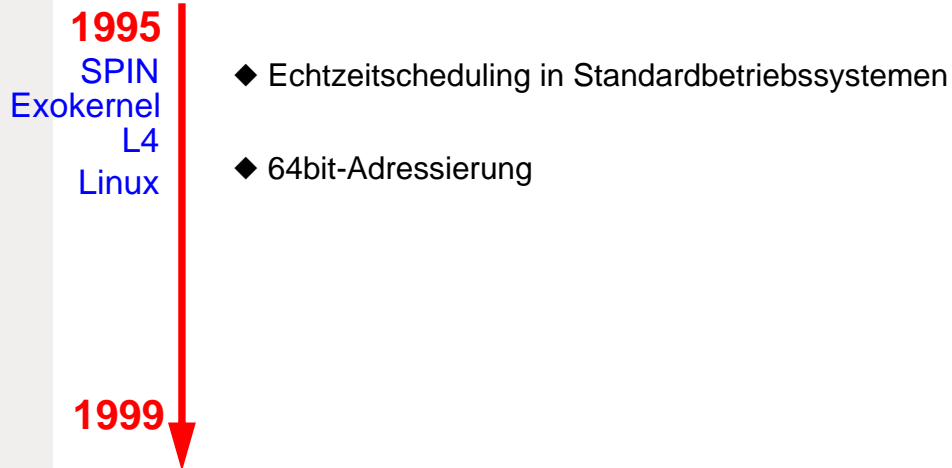 1995
SPIN
Exokernel
L4
Linux
◆ Echtzeitscheduling in Standardbetriebssystemen
◆ 64bit-Adressierung
1999